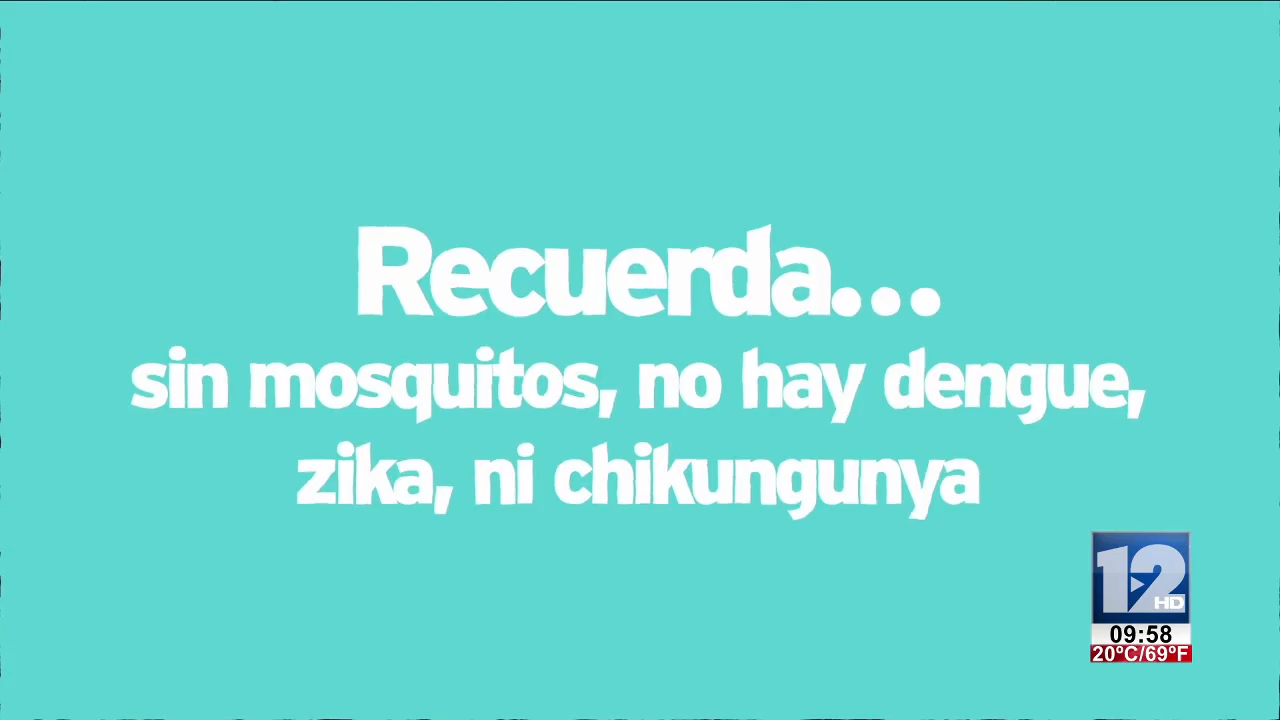 Recuerda...
sin mosquitos, no hay dengue,
zika, ni chikungunya
12
HD
09:58
20°C/69°F